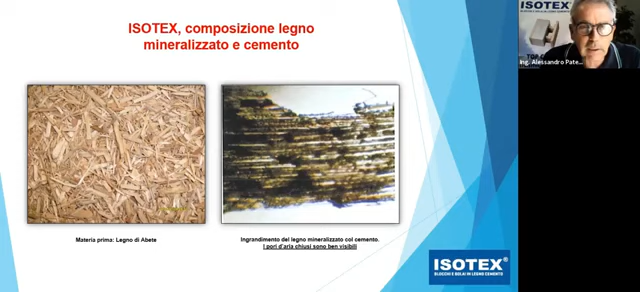 ISOTEX, composizione legno
mineralizzato e cemento
Materia prima: Legno di Abete
Ingrandimento del legno mineralizzato col cemento.
I pori d'aria chiusi sono ben visibili
ISOTEX®
BLOCCHI E SOLAI IN LEGNO CEMENTO
ISOTEX®
Ing. Alessandro Pate...